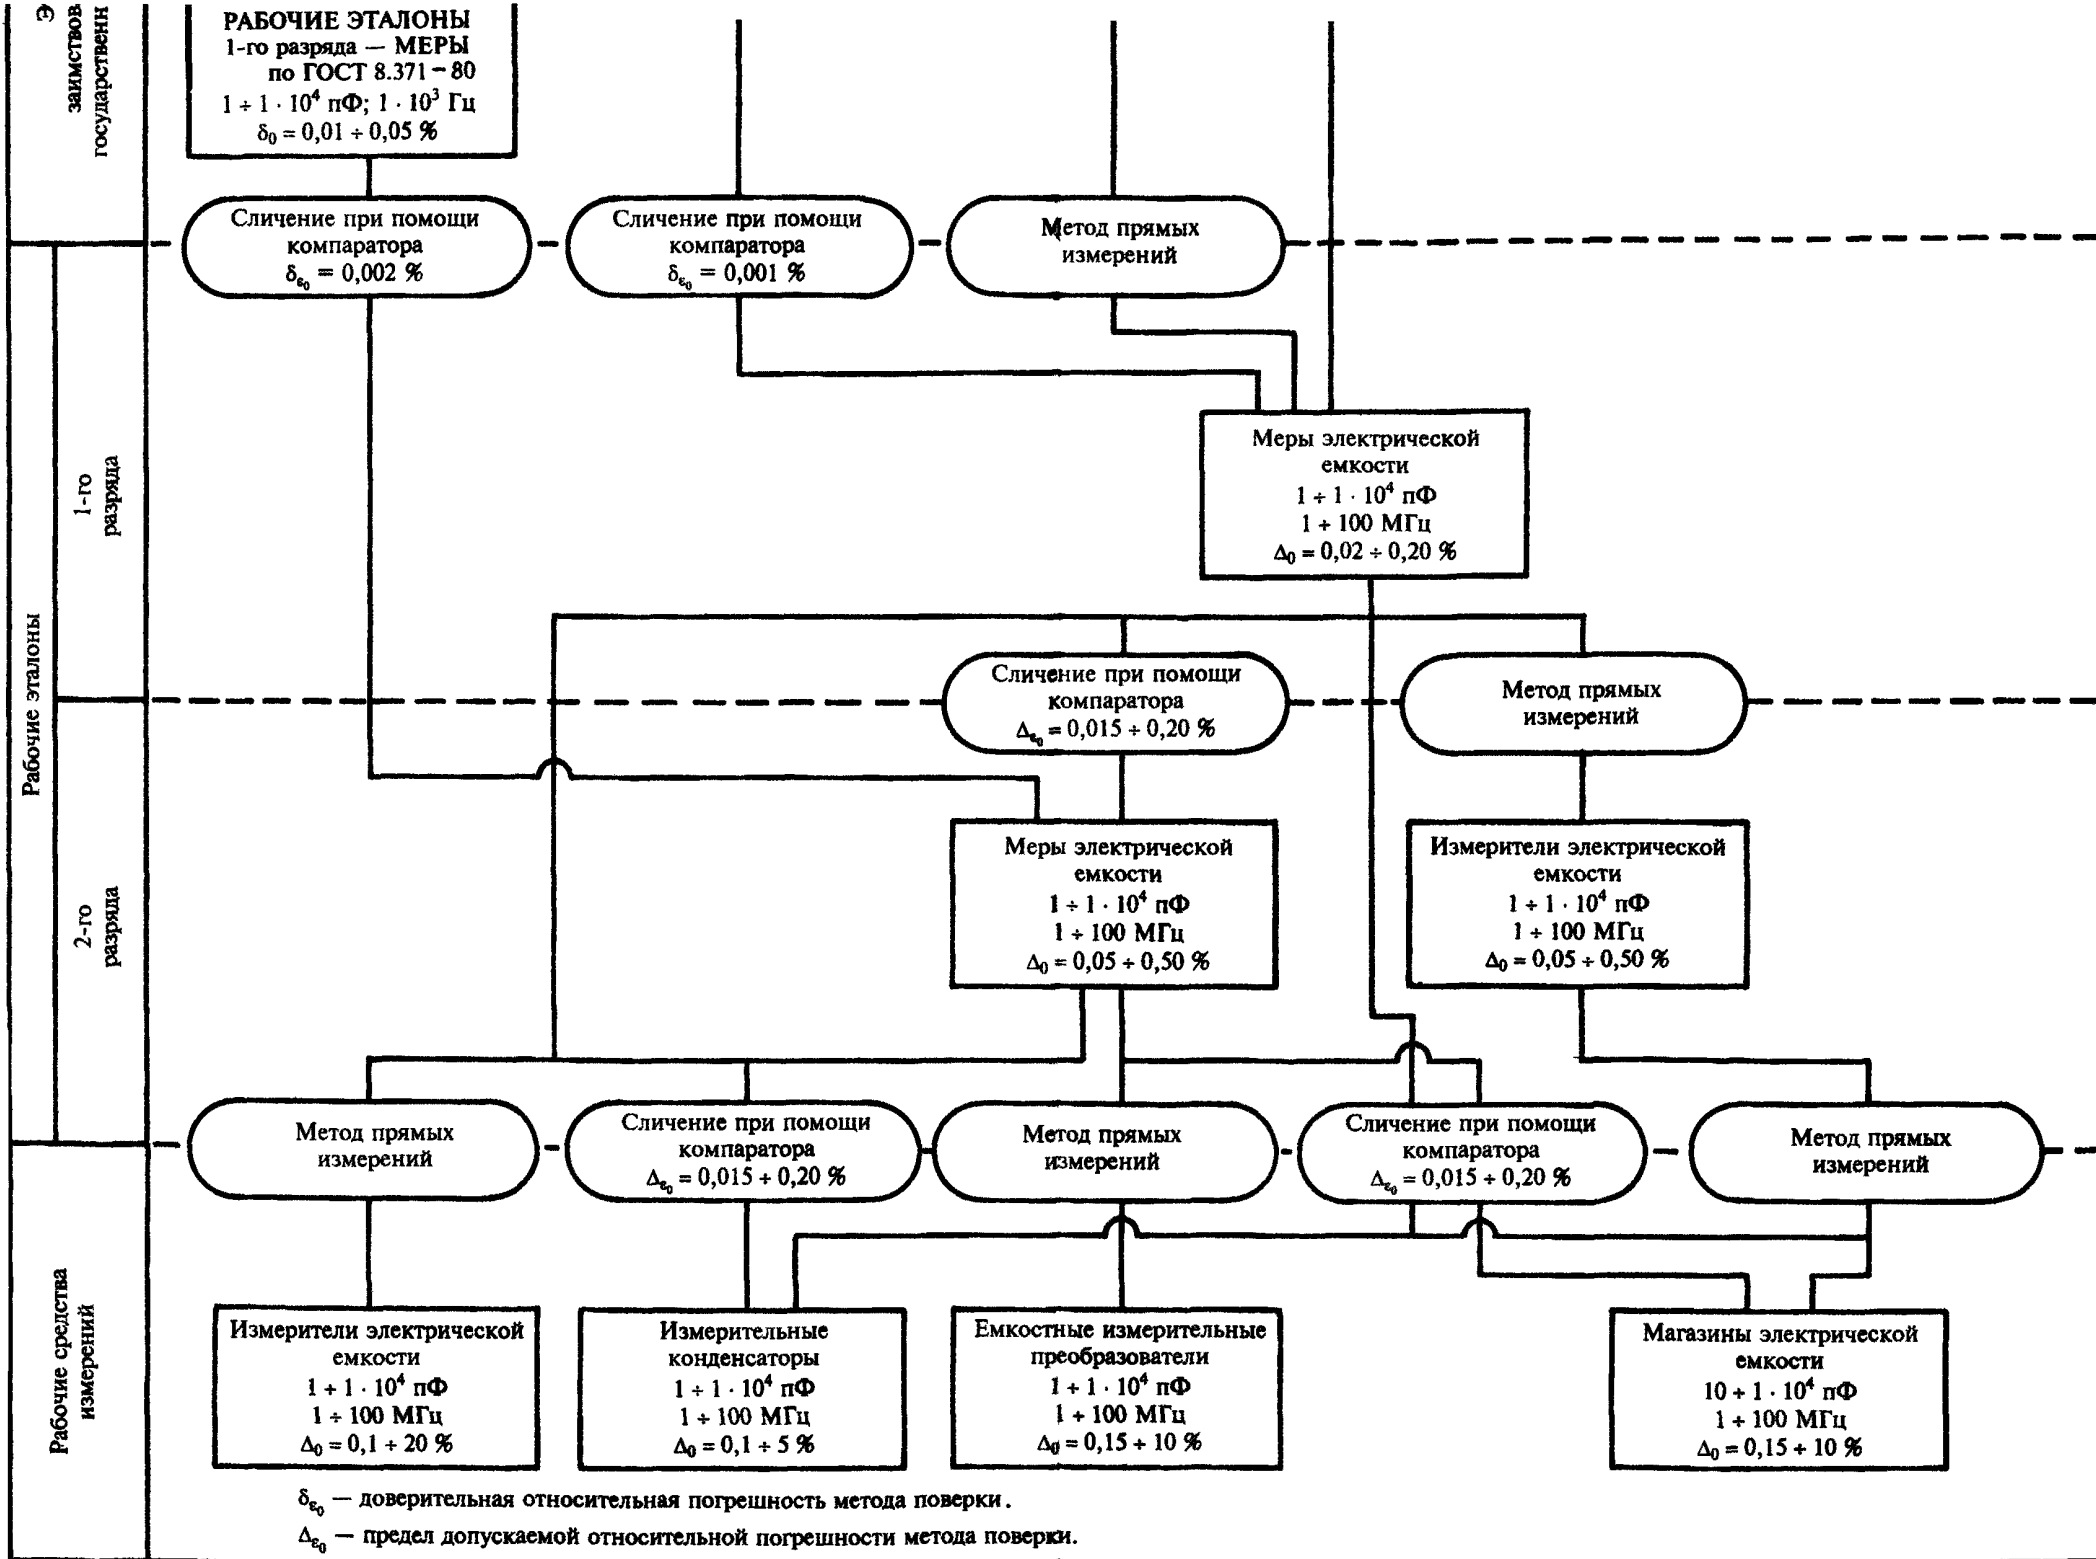 Э
заимствов
государственн
РАБОЧИЕ ЭТАЛОНЫ
1-го разряда — МЕРЫ
по ГОСТ 8.371–80
1 ÷ 1 · 10⁴ пФ; 1 · 10³ Гц
δ₀ = 0,01 ÷ 0,05 %
Сличение при помощи
компаратора
δ_ε₀ = 0,002 %
Сличение при помощи
компаратора
δ_ε₀ = 0,001 %
Метод прямых
измерений
Рабочие эталоны
1-го
разряда
Меры электрической
емкости
1 ÷ 1 · 10⁴ пФ
1 ÷ 100 МГц
Δ₀ = 0,02 ÷ 0,20 %
Сличение при помощи
компаратора
Δ_ε₀ = 0,015 ÷ 0,20 %
Метод прямых
измерений
2-го
разряда
Меры электрической
емкости
1 ÷ 1 · 10⁴ пФ
1 ÷ 100 МГц
Δ₀ = 0,05 ÷ 0,50 %
Измерители электрической
емкости
1 ÷ 1 · 10⁴ пФ
1 ÷ 100 МГц
Δ₀ = 0,05 ÷ 0,50 %
Метод прямых
измерений
Сличение при помощи
компаратора
Δ_ε₀ = 0,015 ÷ 0,20 %
Метод прямых
измерений
Сличение при помощи
компаратора
Δ_ε₀ = 0,015 ÷ 0,20 %
Метод прямых
измерений
Рабочие средства
измерений
Измерители электрической
емкости
1 ÷ 1 · 10⁴ пФ
1 ÷ 100 МГц
Δ₀ = 0,1 ÷ 20 %
Измерительные
конденсаторы
1 ÷ 1 · 10⁴ пФ
1 ÷ 100 МГц
Δ₀ = 0,1 ÷ 5 %
Емкостные измерительные
преобразователи
1 ÷ 1 · 10⁴ пФ
1 ÷ 100 МГц
Δ₀ = 0,15 ÷ 10 %
Магазины электрической
емкости
10 ÷ 1 · 10⁴ пФ
1 ÷ 100 МГц
Δ₀ = 0,15 ÷ 10 %
δ_ε₀ — доверительная относительная погрешность метода поверки.
Δ_ε₀ — предел допускаемой относительной погрешности метода поверки.